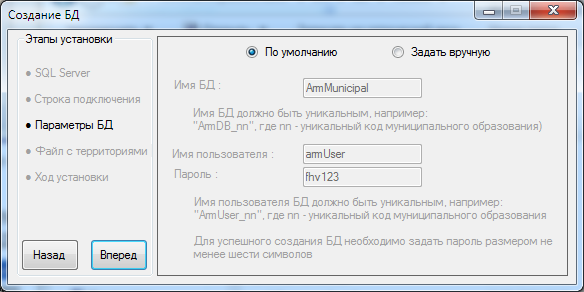 Создание БД
Этапы установки
● SQL Server
● Строка подключения
● Параметры БД
● Файл с территориями
● Ход установки
Назад
Вперед
По умолчанию
Задать вручную
Имя БД :
ArmMunicipal
Имя БД должно быть уникальным, например:
"ArmDB_nn", где nn - уникальный код муниципального образования)
Имя пользователя :
armUser
Пароль :
fhv123
Имя пользователя БД должно быть уникальным, например:
"ArmUser_nn", где nn - уникальный код муниципального образования
Для успешного создания БД необходимо задать пароль размером не
менее шести символов